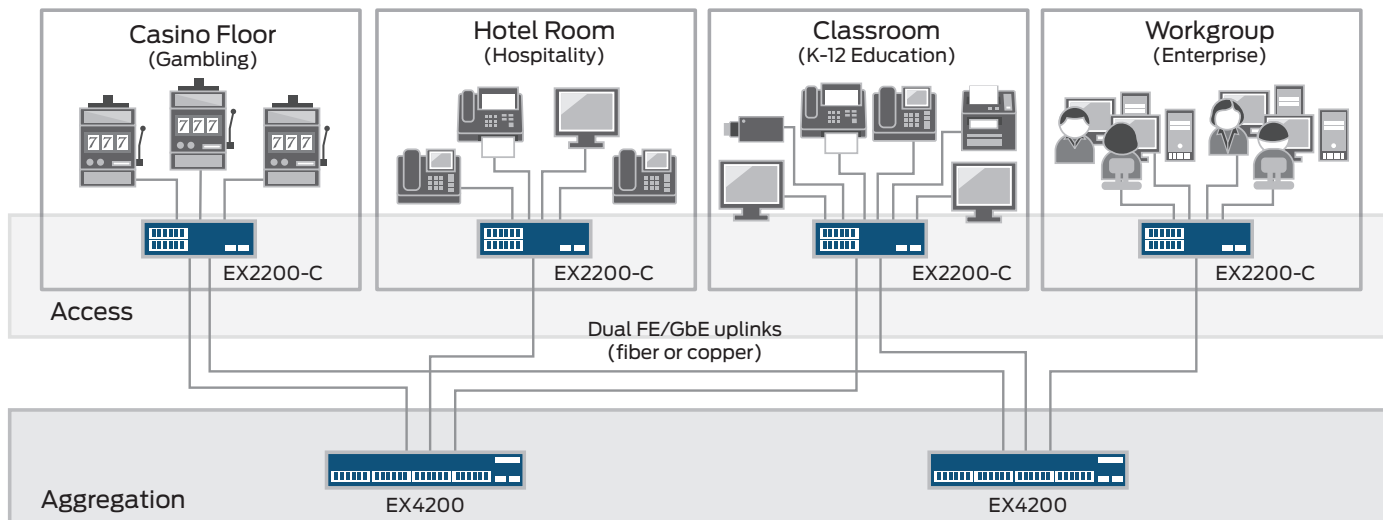 Casino Floor
(Gambling)
Hotel Room
(Hospitality)
Classroom
(K-12 Education)
Workgroup
(Enterprise)
777
777
777
EX2200-C
EX2200-C
EX2200-C
EX2200-C
Access
Dual FE/GbE uplinks
(fiber or copper)
Aggregation
EX4200
EX4200